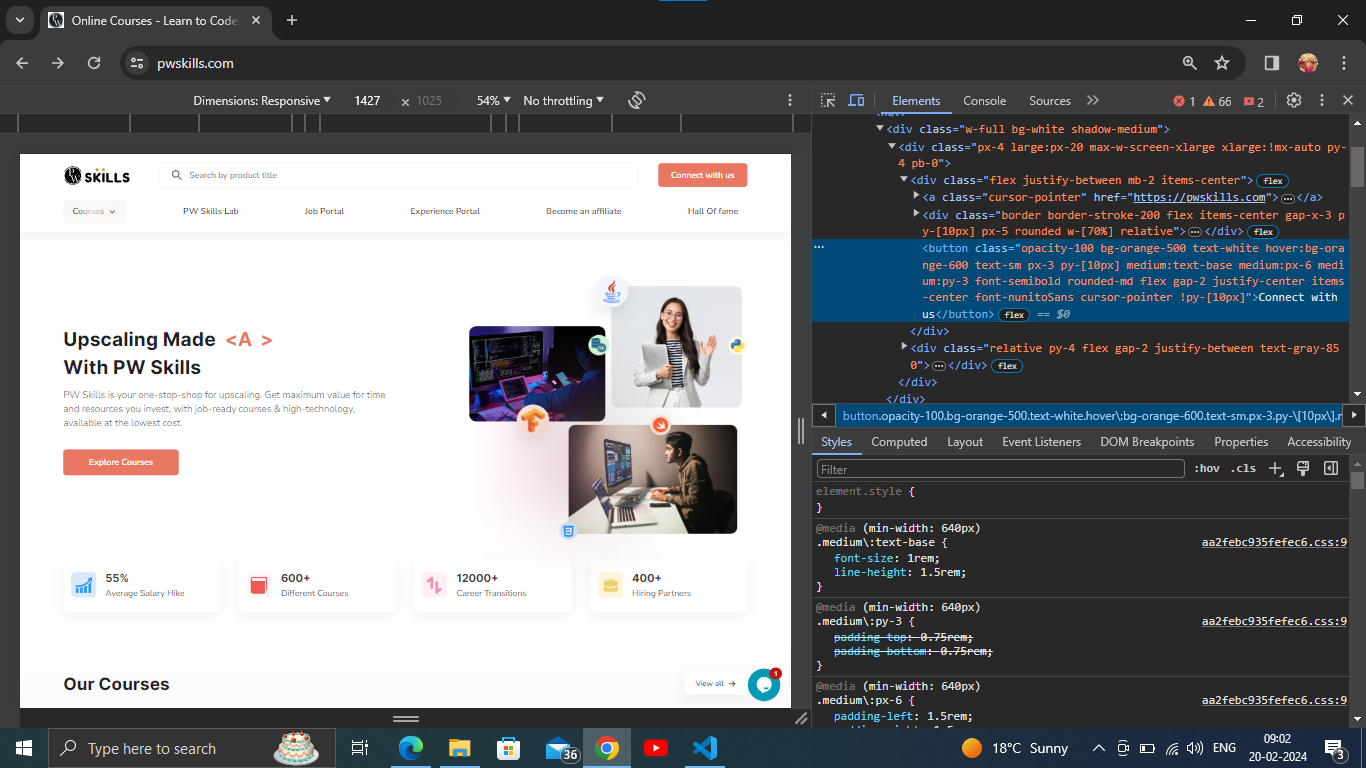 Online Courses - Learn to Code
pwskills.com
Dimensions: Responsive 1427 × 1025 54% No throttling
SKILLS
Search by product title
Connect with us
Courses PW Skills Lab Job Portal Experience Portal Become an affiliate Hall Of fame
Upscaling Made <A >
With PW Skills
PW Skills is your one-stop-shop for upscaling. Get maximum value for time
and resources you invest, with job-ready courses & high-technology,
available at the lowest cost.
Explore Courses
55%
Average Salary Hike
600+
Different Courses
12000+
Career Transitions
400+
Hiring Partners
Our Courses
View all →
1
Elements Console Sources 1 66 2
<div class="w-full bg-white shadow-medium">
<div class="px-4 large:px-20 max-w-screen-xlarge xlarge:!mx-auto py-
4 pb-0">
<div class="flex justify-between mb-2 items-center"> flex
<a class="cursor-pointer" href="https://pwskills.com">…</a>
<div class="border border-stroke-200 flex items-center gap-x-3 p
y-[10px] px-5 rounded w-[70%] relative">…</div> flex
<button class="opacity-100 bg-orange-500 text-white hover:bg-ora
nge-600 text-sm px-3 py-[10px] medium:text-base medium:px-6 medi
um:py-3 font-semibold rounded-md flex gap-2 justify-center items
-center font-nunitoSans cursor-pointer !py-[10px]">Connect with
us</button> flex == $0
</div>
<div class="relative py-4 flex gap-2 justify-between text-gray-85
0">…</div> flex
</div>
</div>
button.opacity-100.bg-orange-500.text-white.hover\:bg-orange-600.text-sm.px-3.py-\[10px\].
Styles Computed Layout Event Listeners DOM Breakpoints Properties Accessibility
Filter :hov .cls
element.style {
}
@media (min-width: 640px)
.medium\:text-base { aa2febc935fefec6.css:9
font-size: 1rem;
line-height: 1.5rem;
}
@media (min-width: 640px)
.medium\:py-3 { aa2febc935fefec6.css:9
padding-top: 0.75rem;
padding-bottom: 0.75rem;
}
@media (min-width: 640px)
.medium\:px-6 { aa2febc935fefec6.css:9
padding-left: 1.5rem;
Type here to search
36
18°C Sunny
ENG
09:02
20-02-2024
3